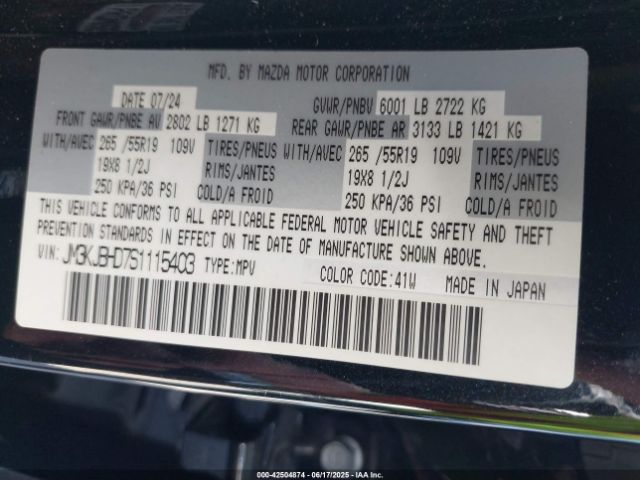 MFD. BY MAZDA MOTOR CORPORATION
DATE 07/24 GVWR/PNBV 6001 LB 2722 KG
FRONT GAWR/PNBE AV 2802 LB 1271 KG REAR GAWR/PNBE AR 3133 LB 1421 KG
WITH/AVEC 265 /55R19 109V TIRES/PNEUS WITH/AVEC 265 /55R19 109V TIRES/PNEUS
19X8 1/2J RIMS/JANTES 19X8 1/2J RIMS/JANTES
250 KPA/36 PSI COLD/A FROID 250 KPA/36 PSI COLD/A FROID
THIS VEHICLE CONFORMS TO ALL APPLICABLE FEDERAL MOTOR VEHICLE SAFETY AND THEFT
PREVENTION STANDARDS IN EFFECT ON THE DATE OF MANUFACTURE SHOWN ABOVE.
VIN: JM3KJBHD7S1115403 TYPE:MPV COLOR CODE:41W MADE IN JAPAN
000-42504874 - 06/17/2025 - IAAI.com